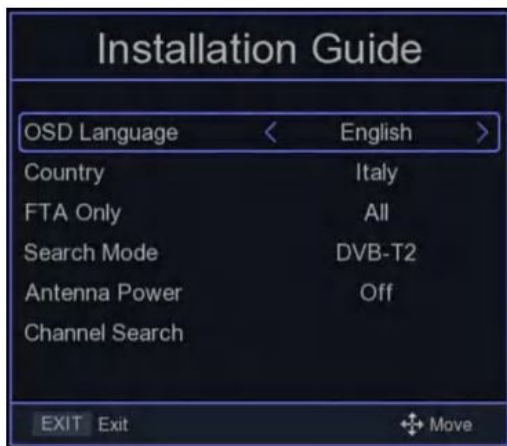 Installation Guide
OSD Language English
Country Italy
FTA Only All
Search Mode DVB-T2
Antenna Power Off
Channel Search
EXIT Exit Move